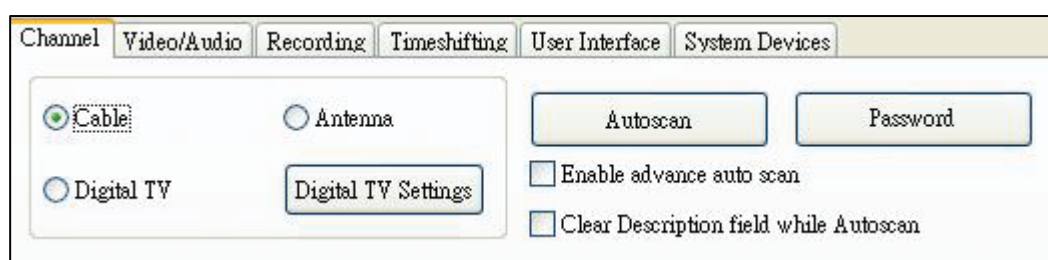 Channel Video/Audio Recording Timeshifting User Interface System Devices
Cable Antenna Autoscan Password
Enable advance auto scan
Digital TV Digital TV Settings
Clear Description field while Autoscan